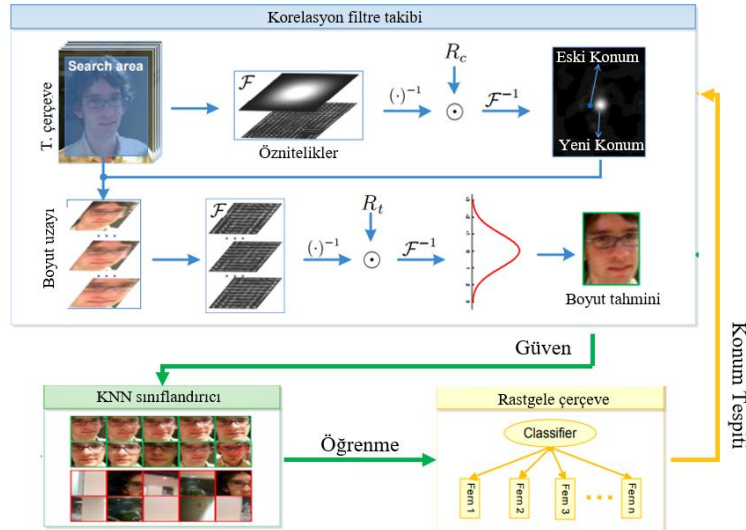 Korelasyon filtre takibi
Search area
T. çerçeve
F
Öznitelikler
(·)⁻¹
R_c
⊙
F⁻¹
Eski Konum
Yeni Konum
Boyut uzayı
F
(·)⁻¹
R_t
⊙
F⁻¹
Boyut tahmini
Güven
Konum Tespiti
KNN sınıflandırıcı
Öğrenme
Rastgele çerçeve
Classifier
Fern 1
Fern 2
Fern 3
Fern n